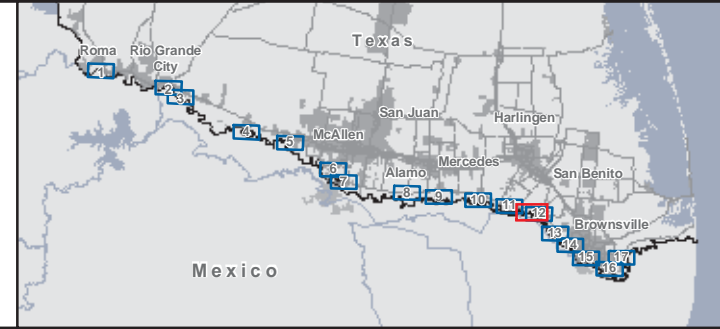 Texas
Roma
Rio Grande
City
1
2
3
San Juan
Harlingen
4
5
McAllen
Mercedes
6
7
Alamo
San Benito
8
9
10
11
12
Brownsville
13
14
15
16
17
Mexico